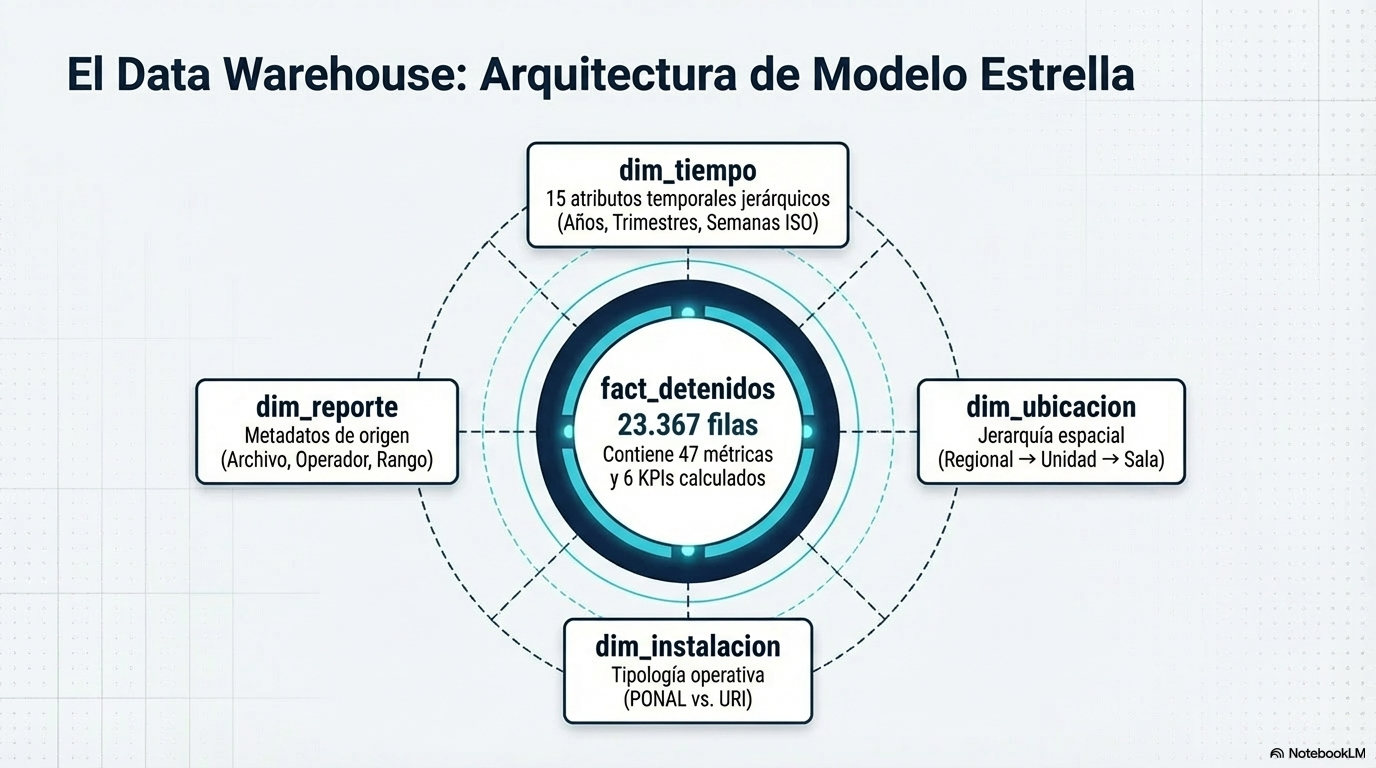 El Data Warehouse: Arquitectura de Modelo Estrella
dim_tiempo
15 atributos temporales jerárquicos
(Años, Trimestres, Semanas ISO)
dim_reporte
Metadatos de origen
(Archivo, Operador, Rango)
fact_detenidos
23.367 filas
Contiene 47 métricas
y 6 KPIs calculados
dim_ubicacion
Jerarquía espacial
(Regional → Unidad → Sala)
dim_instalacion
Tipología operativa
(PONAL vs. URI)
NotebookLM